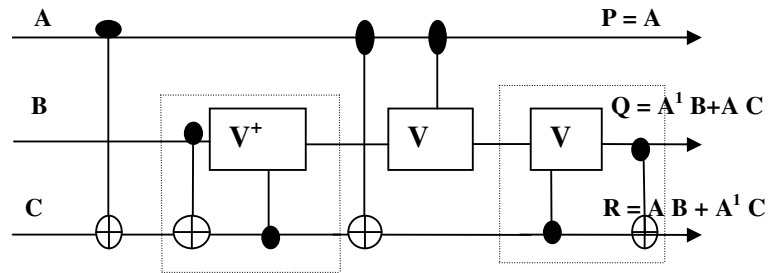 A P = A
B V⁺ V V Q = A¹ B+A C
C R = A B + A¹ C